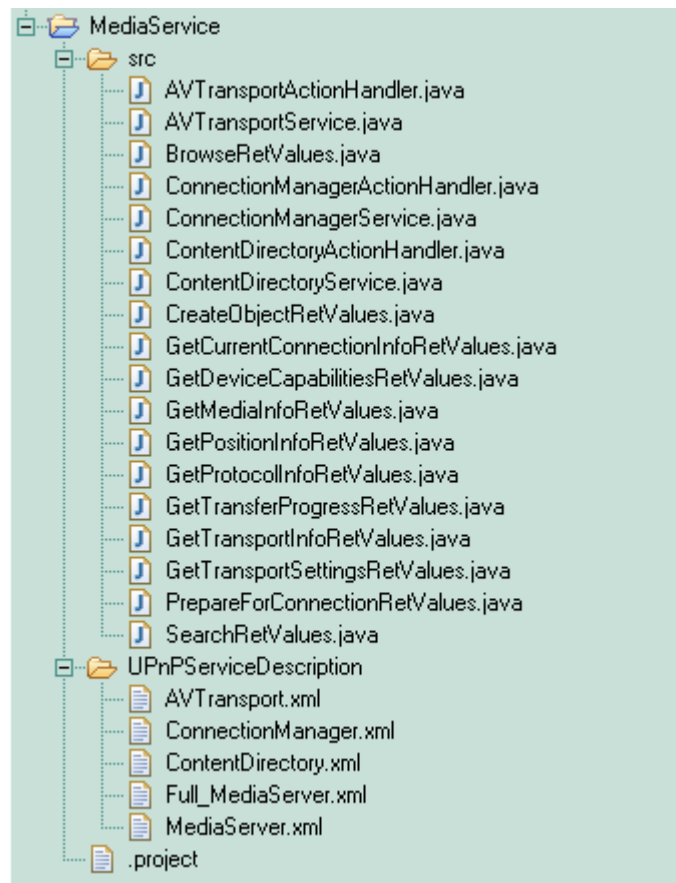 MediaService
src
AVTransportActionHandler.java
AVTransportService.java
BrowseRetValues.java
ConnectionManagerActionHandler.java
ConnectionManagerService.java
ContentDirectoryActionHandler.java
ContentDirectoryService.java
CreateObjectRetValues.java
GetCurrentConnectionInfoRetValues.java
GetDeviceCapabilitiesRetValues.java
GetMediaInfoRetValues.java
GetPositionInfoRetValues.java
GetProtocolInfoRetValues.java
GetTransferProgressRetValues.java
GetTransportInfoRetValues.java
GetTransportSettingsRetValues.java
PrepareForConnectionRetValues.java
SearchRetValues.java
UPnPServiceDescription
AVTransport.xml
ConnectionManager.xml
ContentDirectory.xml
Full_MediaServer.xml
MediaServer.xml
.project